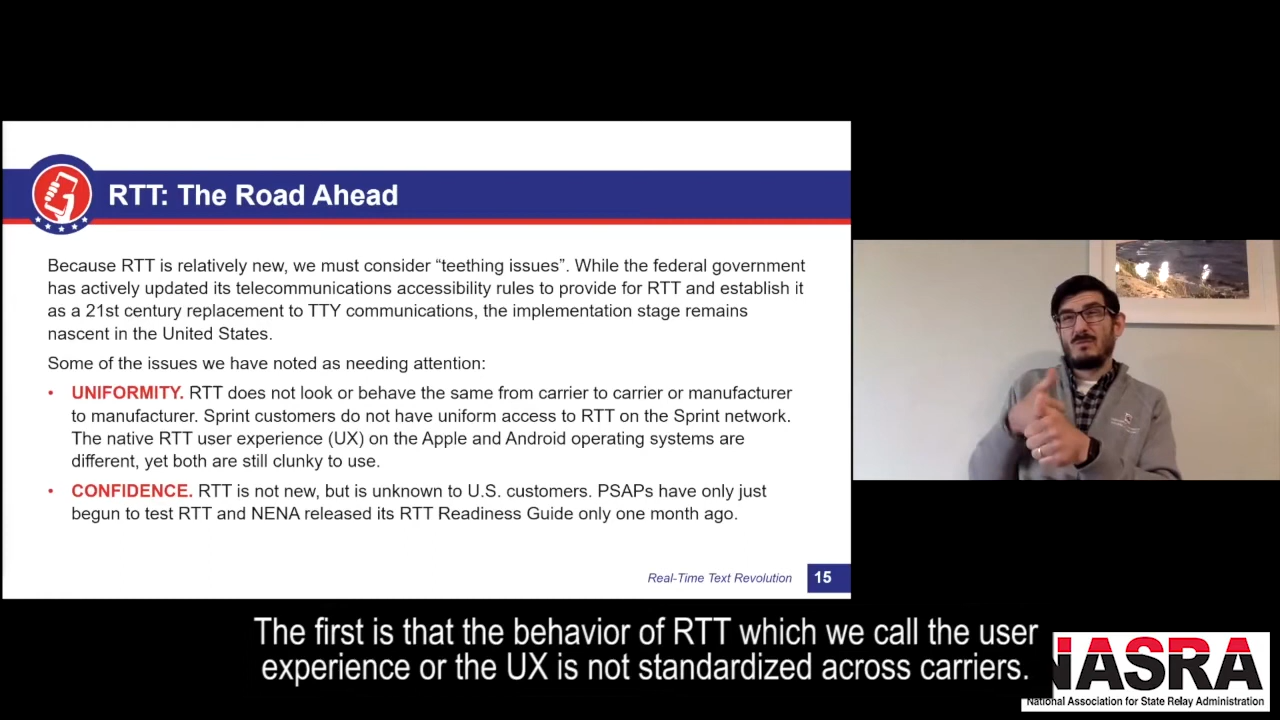 RTT: The Road Ahead
Because RTT is relatively new, we must consider “teething issues”. While the federal government
has actively updated its telecommunications accessibility rules to provide for RTT and establish it
as a 21st century replacement to TTY communications, the implementation stage remains
nascent in the United States.
Some of the issues we have noted as needing attention:
• UNIFORMITY. RTT does not look or behave the same from carrier to carrier or manufacturer
to manufacturer. Sprint customers do not have uniform access to RTT on the Sprint network.
The native RTT user experience (UX) on the Apple and Android operating systems are
different, yet both are still clunky to use.
• CONFIDENCE. RTT is not new, but is unknown to U.S. customers. PSAPs have only just
begun to test RTT and NENA released its RTT Readiness Guide only one month ago.
Real-Time Text Revolution 15
The first is that the behavior of RTT which we call the user
experience or the UX is not standardized across carriers.
NASRA
National Association for State Relay Administration